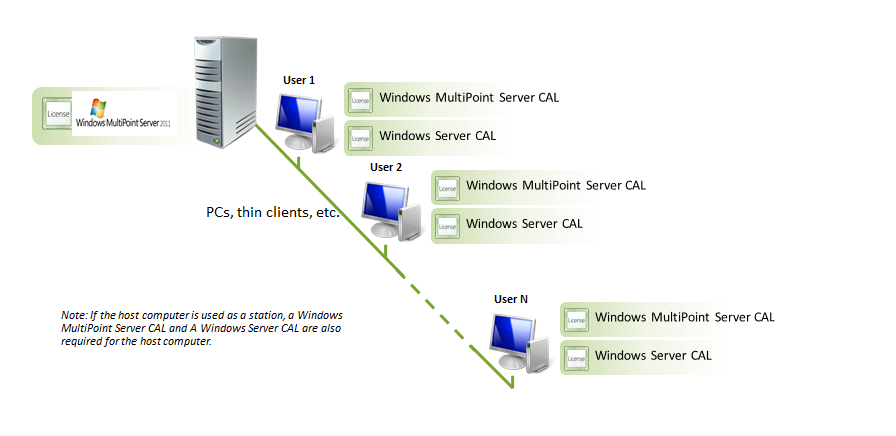 User 1
License
Windows MultiPoint Server 2011
License
Windows MultiPoint Server CAL
License
Windows Server CAL
User 2
License
Windows MultiPoint Server CAL
License
Windows Server CAL
PCs, thin clients, etc.
User N
License
Windows MultiPoint Server CAL
License
Windows Server CAL
Note: If the host computer is used as a station, a Windows
MultiPoint Server CAL and A Windows Server CAL are also
required for the host computer.